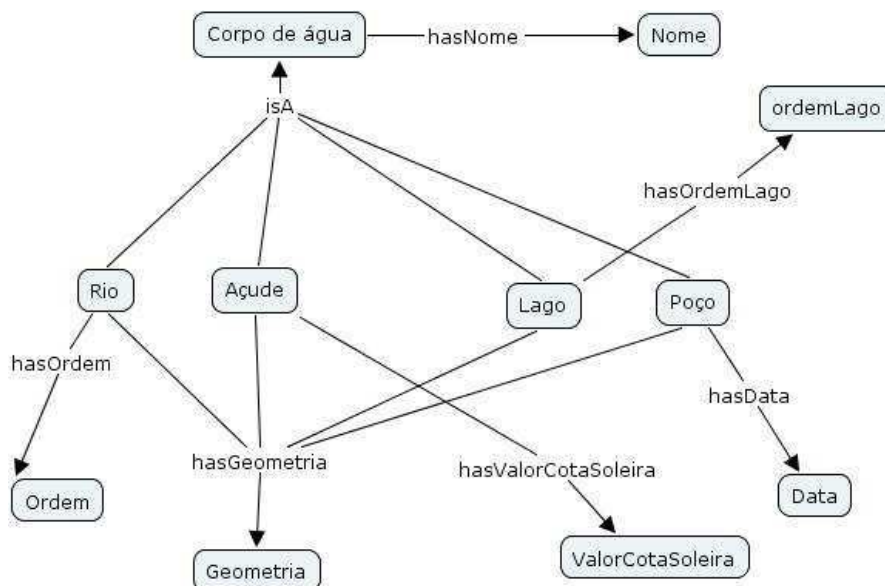 Corpo de água
hasNome
Nome
isA
ordemLago
hasOrdemLago
Rio
Açude
Lago
Poço
hasOrdem
hasData
hasGeometria
hasValorCotaSoleira
Ordem
Data
Geometria
ValorCotaSoleira